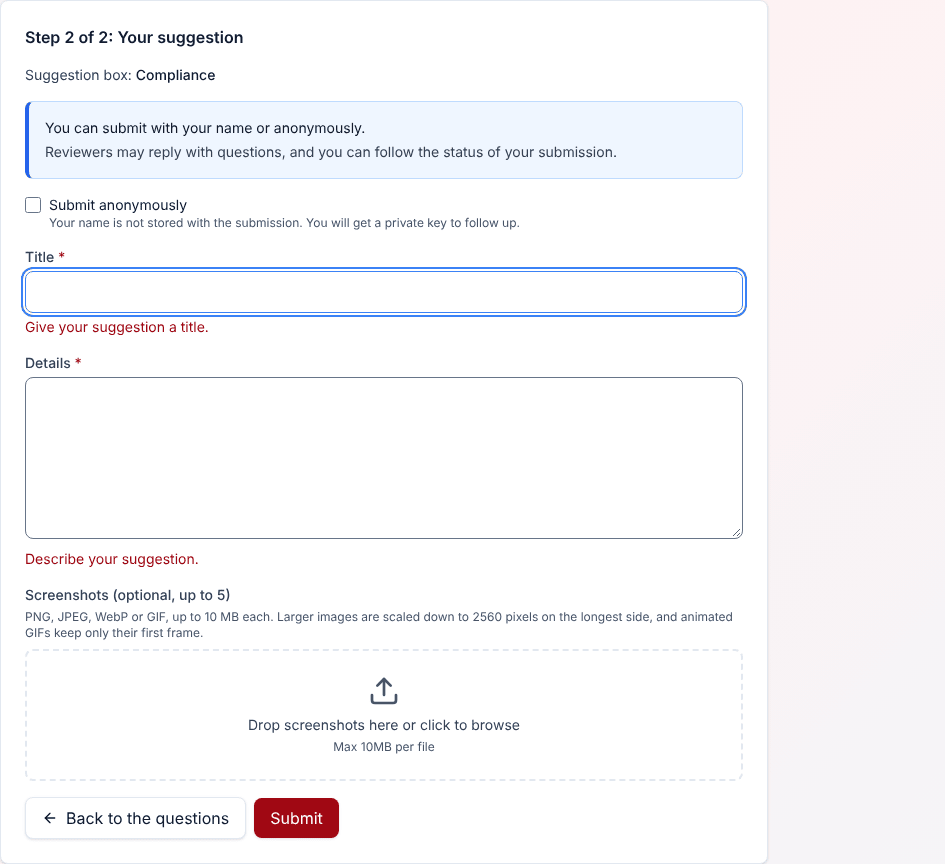 Step 2 of 2: Your suggestion
Suggestion box: Compliance
You can submit with your name or anonymously.
Reviewers may reply with questions, and you can follow the status of your submission.
Submit anonymously
Your name is not stored with the submission. You will get a private key to follow up.
Title *
Give your suggestion a title.
Details *
Describe your suggestion.
Screenshots (optional, up to 5)
PNG, JPEG, WebP or GIF, up to 10 MB each. Larger images are scaled down to 2560 pixels on the longest side, and animated
GIFs keep only their first frame.
Drop screenshots here or click to browse
Max 10MB per file
Back to the questions
Submit